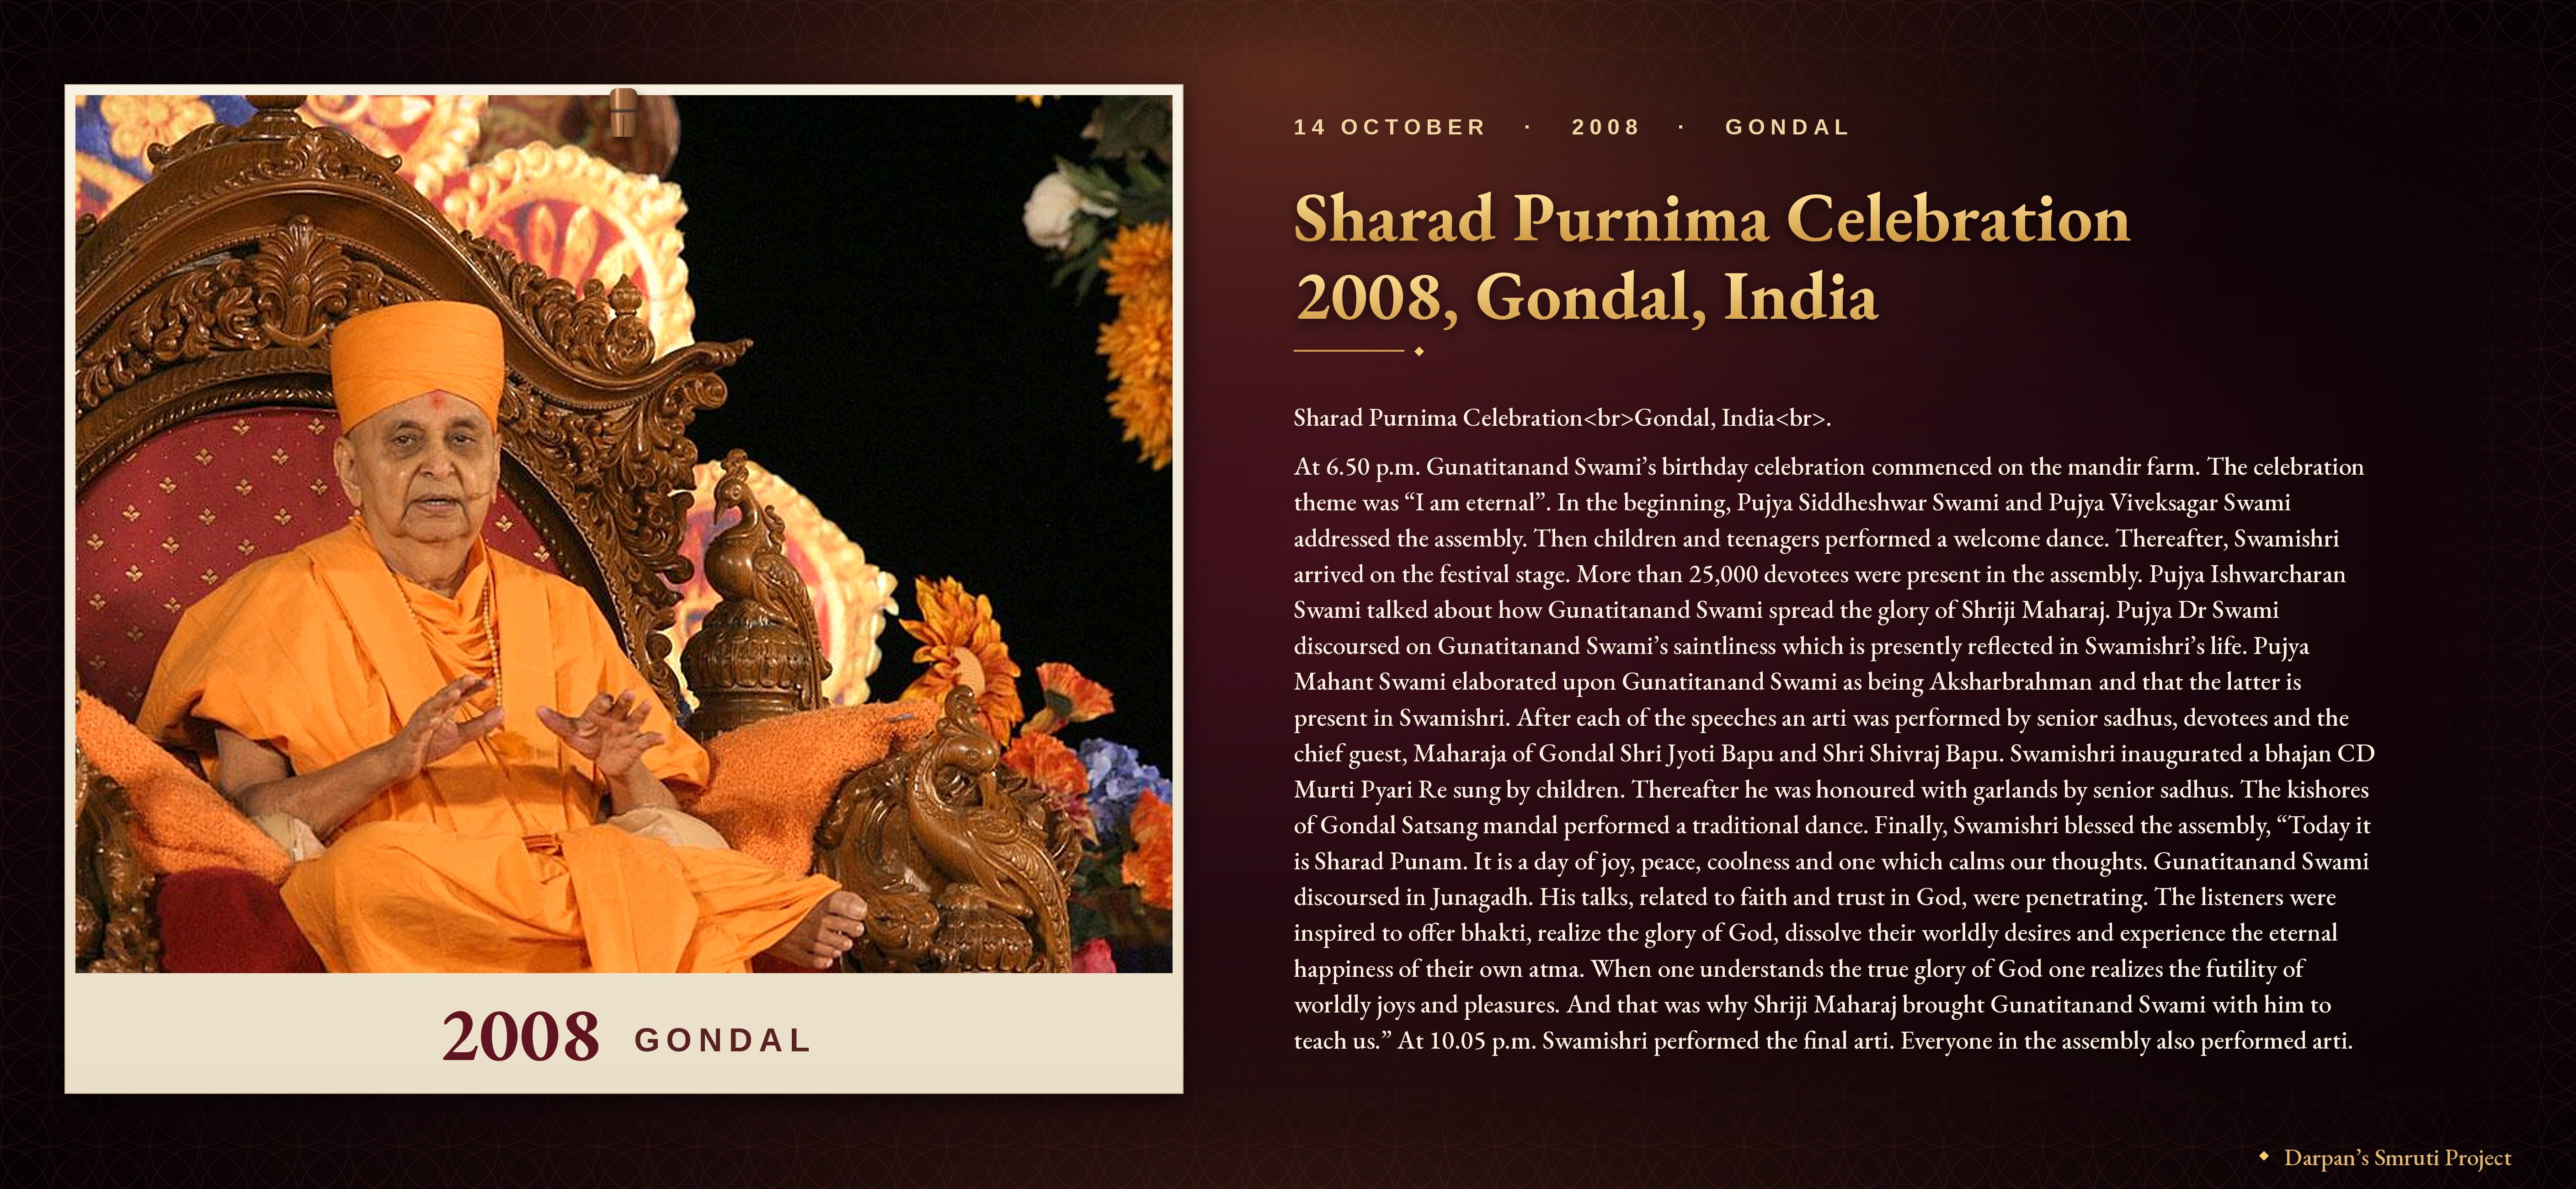 14 OCTOBER · 2008 · GONDAL
Sharad Purnima Celebration
2008, Gondal, India
Sharad Purnima Celebration<br>Gondal, India<br>.
At 6.50 p.m. Gunatitanand Swami’s birthday celebration commenced on the mandir farm. The celebration
theme was “I am eternal”. In the beginning, Pujya Siddheshwar Swami and Pujya Viveksagar Swami
addressed the assembly. Then children and teenagers performed a welcome dance. Thereafter, Swamishri
arrived on the festival stage. More than 25,000 devotees were present in the assembly. Pujya Ishwarcharan
Swami talked about how Gunatitanand Swami spread the glory of Shriji Maharaj. Pujya Dr Swami
discoursed on Gunatitanand Swami’s saintliness which is presently reflected in Swamishri’s life. Pujya
Mahant Swami elaborated upon Gunatitanand Swami as being Aksharbrahman and that the latter is
present in Swamishri. After each of the speeches an arti was performed by senior sadhus, devotees and the
chief guest, Maharaja of Gondal Shri Jyoti Bapu and Shri Shivraj Bapu. Swamishri inaugurated a bhajan CD
Murti Pyari Re sung by children. Thereafter he was honoured with garlands by senior sadhus. The kishores
of Gondal Satsang mandal performed a traditional dance. Finally, Swamishri blessed the assembly, “Today it
is Sharad Punam. It is a day of joy, peace, coolness and one which calms our thoughts. Gunatitanand Swami
discoursed in Junagadh. His talks, related to faith and trust in God, were penetrating. The listeners were
inspired to offer bhakti, realize the glory of God, dissolve their worldly desires and experience the eternal
happiness of their own atma. When one understands the true glory of God one realizes the futility of
worldly joys and pleasures. And that was why Shriji Maharaj brought Gunatitanand Swami with him to
teach us.” At 10.05 p.m. Swamishri performed the final arti. Everyone in the assembly also performed arti.
2008 GONDAL
Darpan’s Smruti Project